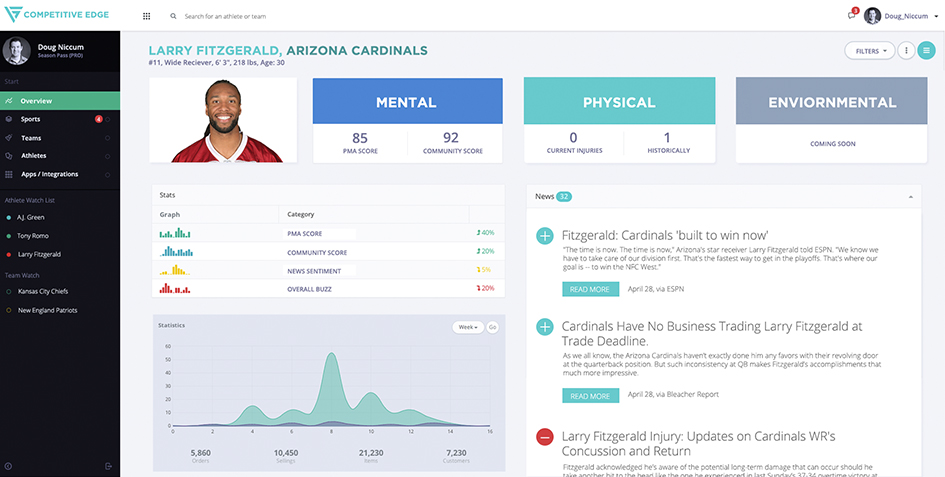 COMPETITIVE EDGE
Search for an athlete or team
3
Doug_Niccum
Doug Niccum
Season Pass (PRO)
Start
Overview
Sports
4
Teams
Athletes
Apps / Integrations
Athlete Watch List
A.J. Green
Tony Romo
Larry Fitzgerald
Team Watch
Kansas City Chiefs
New England Patriots
LARRY FITZGERALD, ARIZONA CARDINALS
#11, Wide Reciever, 6' 3", 218 lbs, Age: 30
FILTERS
MENTAL
85
PMA SCORE
92
COMMUNITY SCORE
PHYSICAL
0
CURRENT INJURIES
1
HISTORICALLY
ENVIORNMENTAL
COMING SOON
Stats
Graph Category
PMA SCORE 40%
COMMUNITY SCORE 20%
NEWS SENTIMENT 5%
OVERALL BUZZ 20%
Statistics
Week
Go
60
50
40
30
20
10
0
0 2 4 6 8 10 12 14 16
5,860
Orders
10,450
Sellings
21,230
Items
7,230
Customers
News 32
Fitzgerald: Cardinals 'built to win now'
"The time is now. The time is now," Arizona's star receiver Larry Fitzgerald told ESPN. "We know we
have to take care of our division first. That's the fastest way to get in the playoffs. That's where our
goal is -- to win the NFC West."
READ MORE
April 28, via ESPN
Cardinals Have No Business Trading Larry Fitzgerald at
Trade Deadline.
As we all know, the Arizona Cardinals haven't exactly done him any favors with their revolving door
at the quarterback position. But such inconsistency at QB makes Fitzgerald's accomplishments that
much more impressive.
READ MORE
April 28, via Bleacher Report
Larry Fitzgerald Injury: Updates on Cardinals WR's
Concussion and Return
Fitzgerald acknowledged he's aware of the potential long-term damage that can occur should he
take another hit to the head like the one he experienced in last Sunday's 37-34 overtime victory at